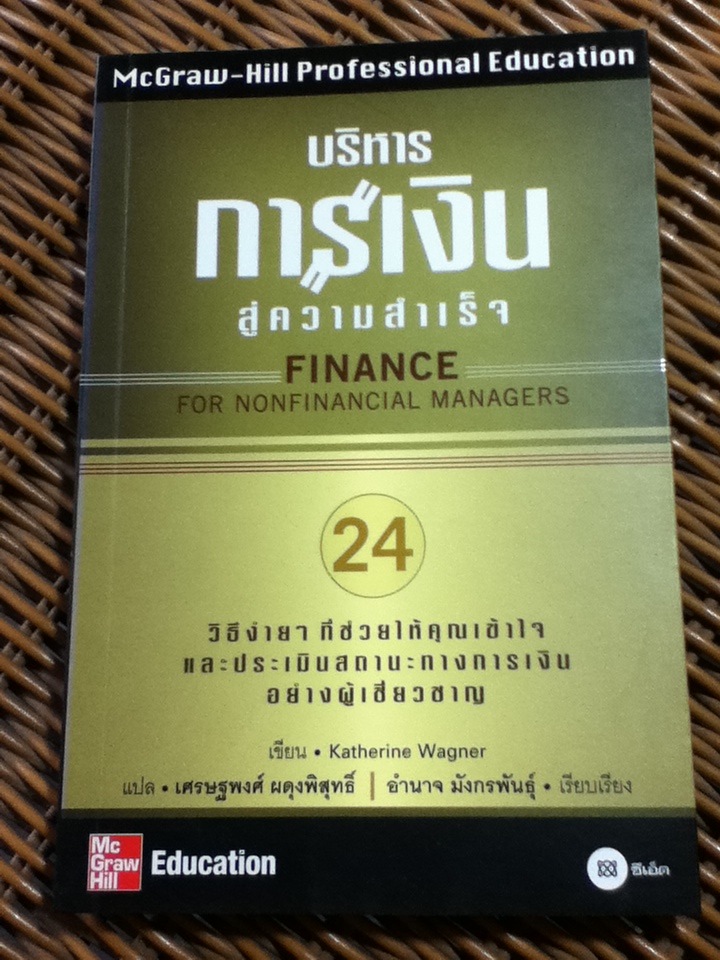 McGraw-Hill Professional Education
บริหาร
การเงิน
สู่ความสำเร็จ
FINANCE
FOR NONFINANCIAL MANAGERS
24
วิธีง่ายๆ ที่ช่วยให้คุณเข้าใจ
และประเมินสถานะทางการเงิน
อย่างผู้เชี่ยวชาญ
เขียน • Katherine Wagner
แปล • เศรษฐพงศ์ ผดุงพิสุทธิ์ | อำนาจ มังกรพันธุ์ • เรียบเรียง
Mc
Graw
Hill
Education
ซีเอ็ด